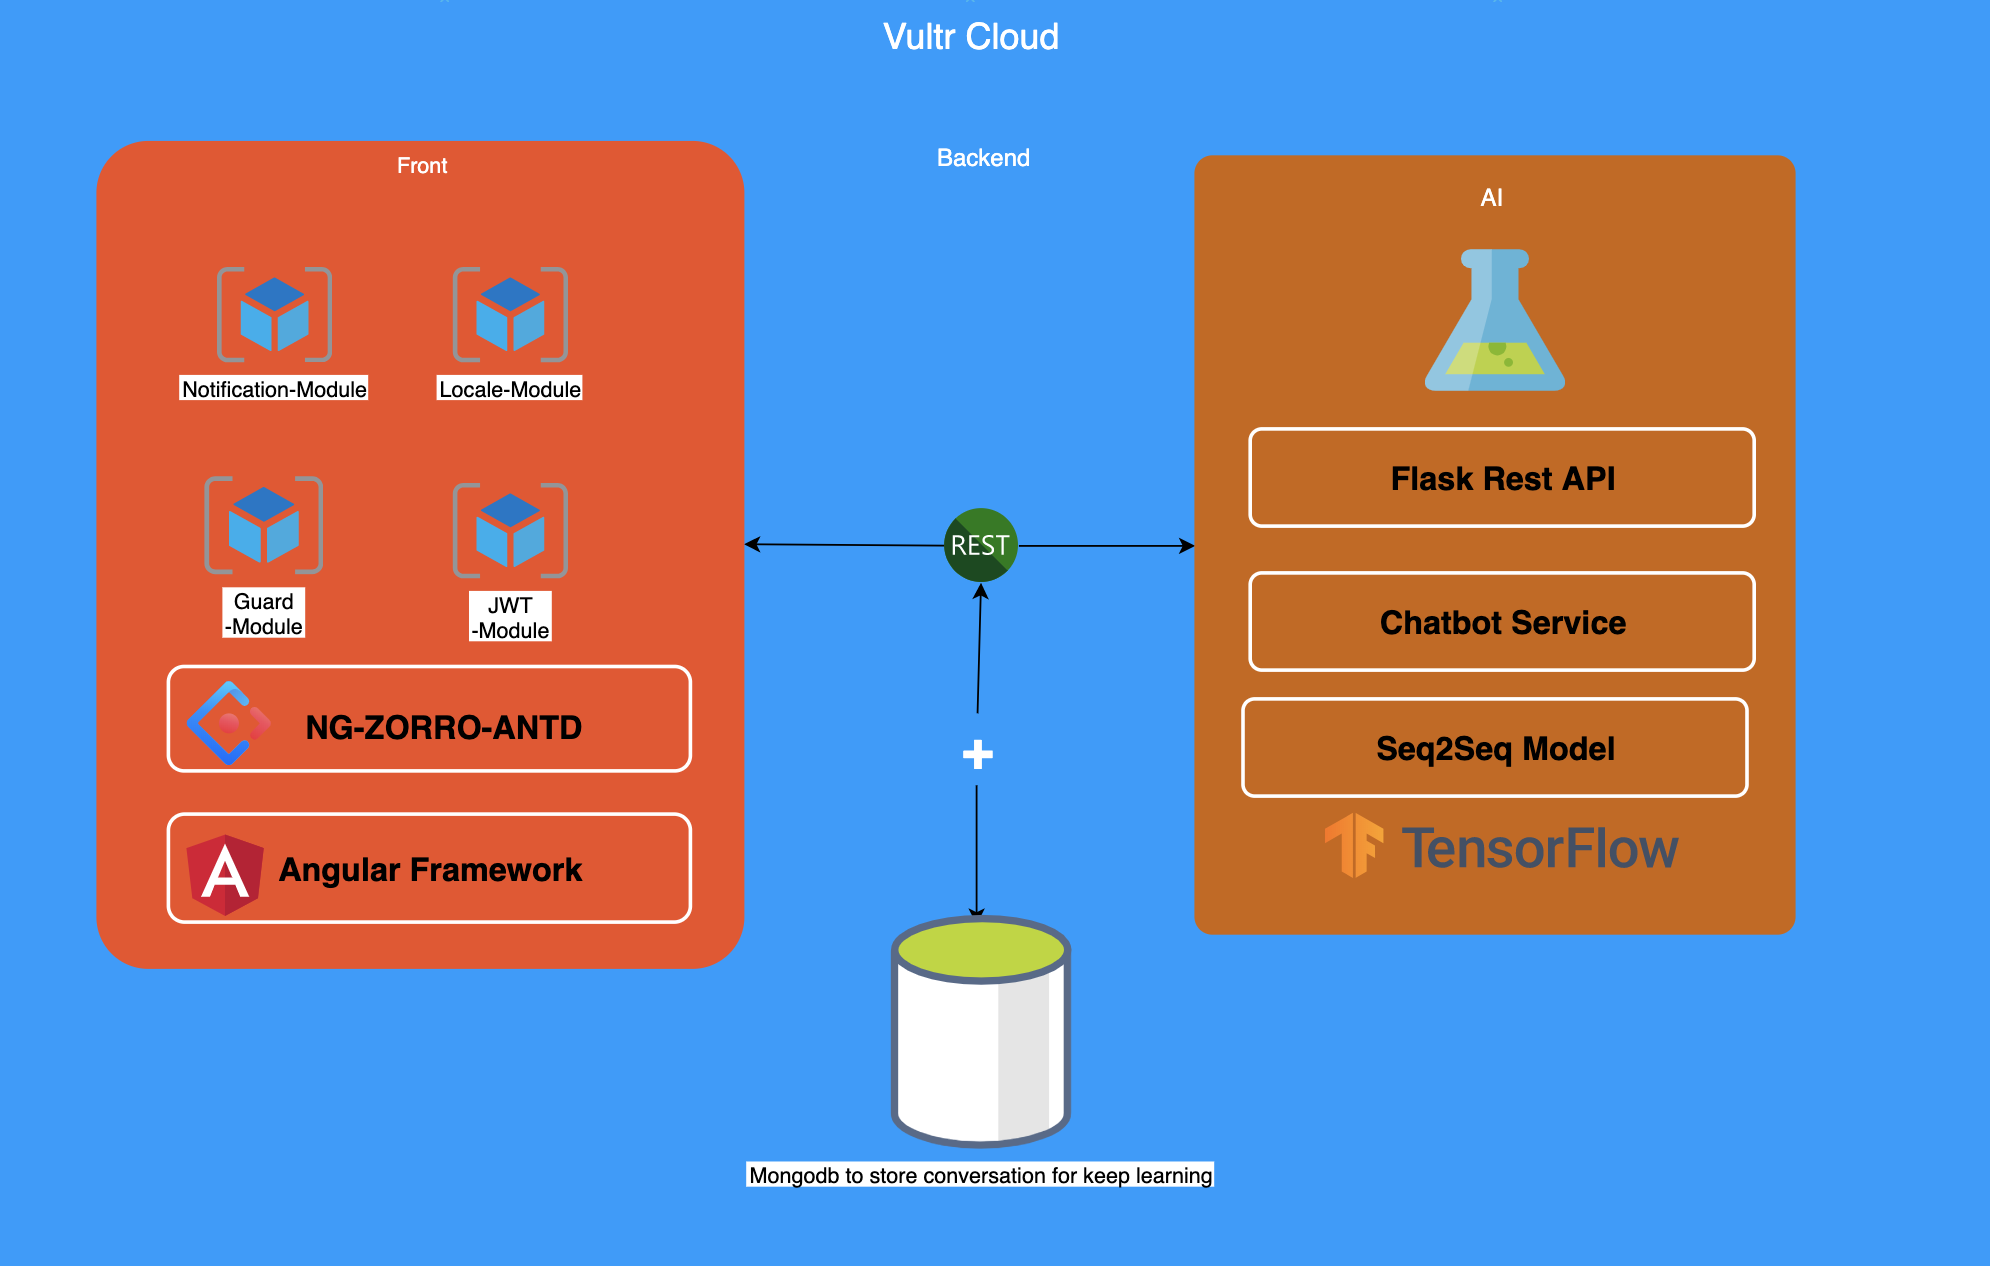 Vultr Cloud
Front
Notification-Module
Locale-Module
Guard
-Module
JWT
-Module
NG-ZORRO-ANTD
Angular Framework
Backend
REST
Mongodb to store conversation for keep learning
AI
Flask Rest API
Chatbot Service
Seq2Seq Model
TensorFlow